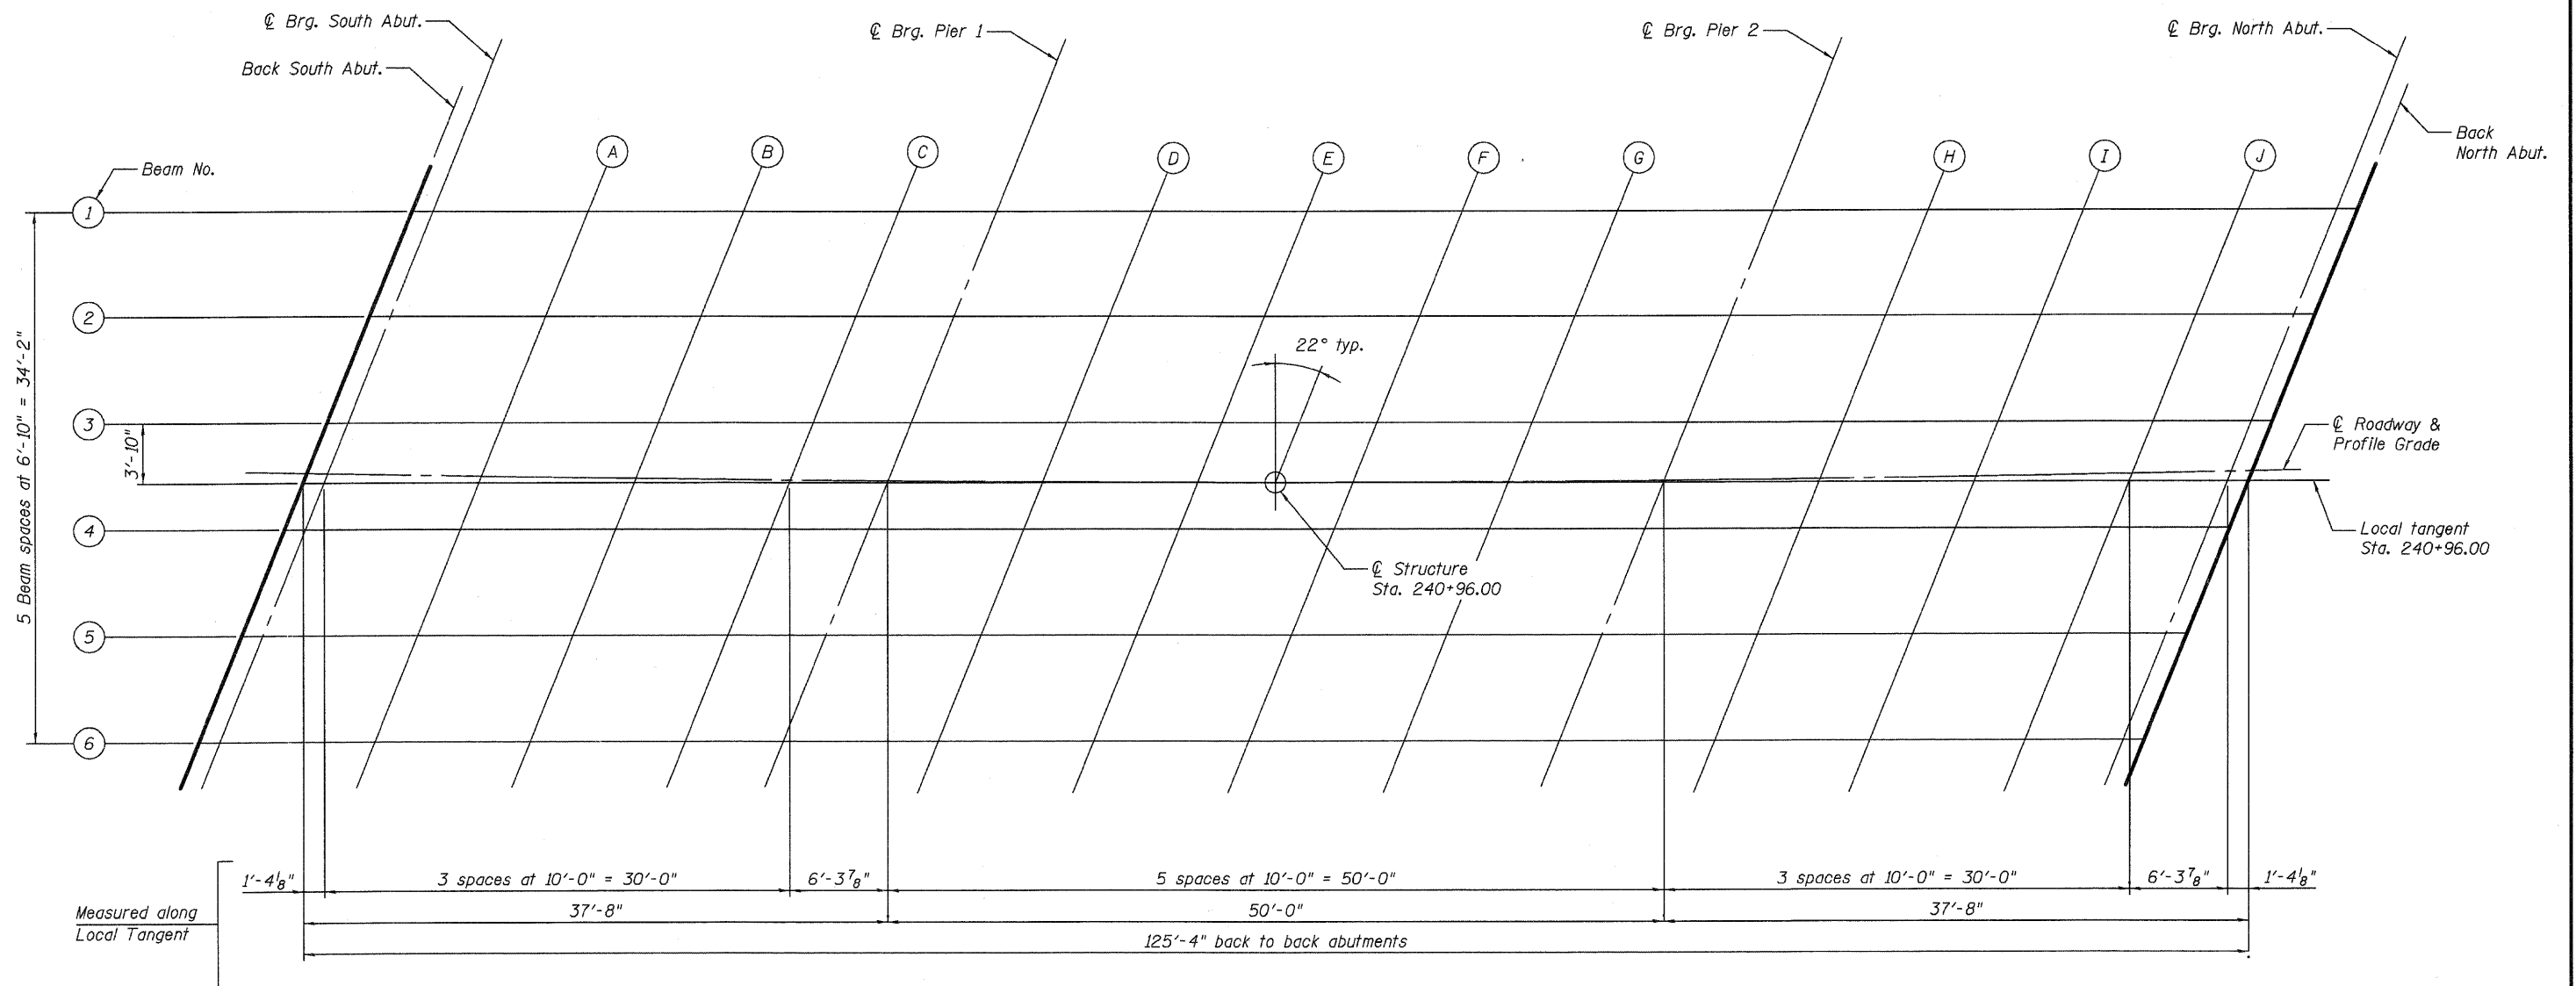 ℄ Brg. South Abut.
Back South Abut.
℄ Brg. Pier 1
℄ Brg. Pier 2
℄ Brg. North Abut.
Back
North Abut.
Beam No.
A
B
C
D
E
F
G
H
I
J
1
2
3
4
5
6
5 Beam spaces at 6'-10" = 34'-2"
3'-10"
22° typ.
℄ Roadway &
Profile Grade
Local tangent
Sta. 240+96.00
℄ Structure
Sta. 240+96.00
1'-4⅛"
3 spaces at 10'-0" = 30'-0"
6'-3⅞"
5 spaces at 10'-0" = 50'-0"
3 spaces at 10'-0" = 30'-0"
6'-3⅞"
1'-4⅛"
37'-8"
50'-0"
37'-8"
125'-4" back to back abutments
Measured along
Local Tangent